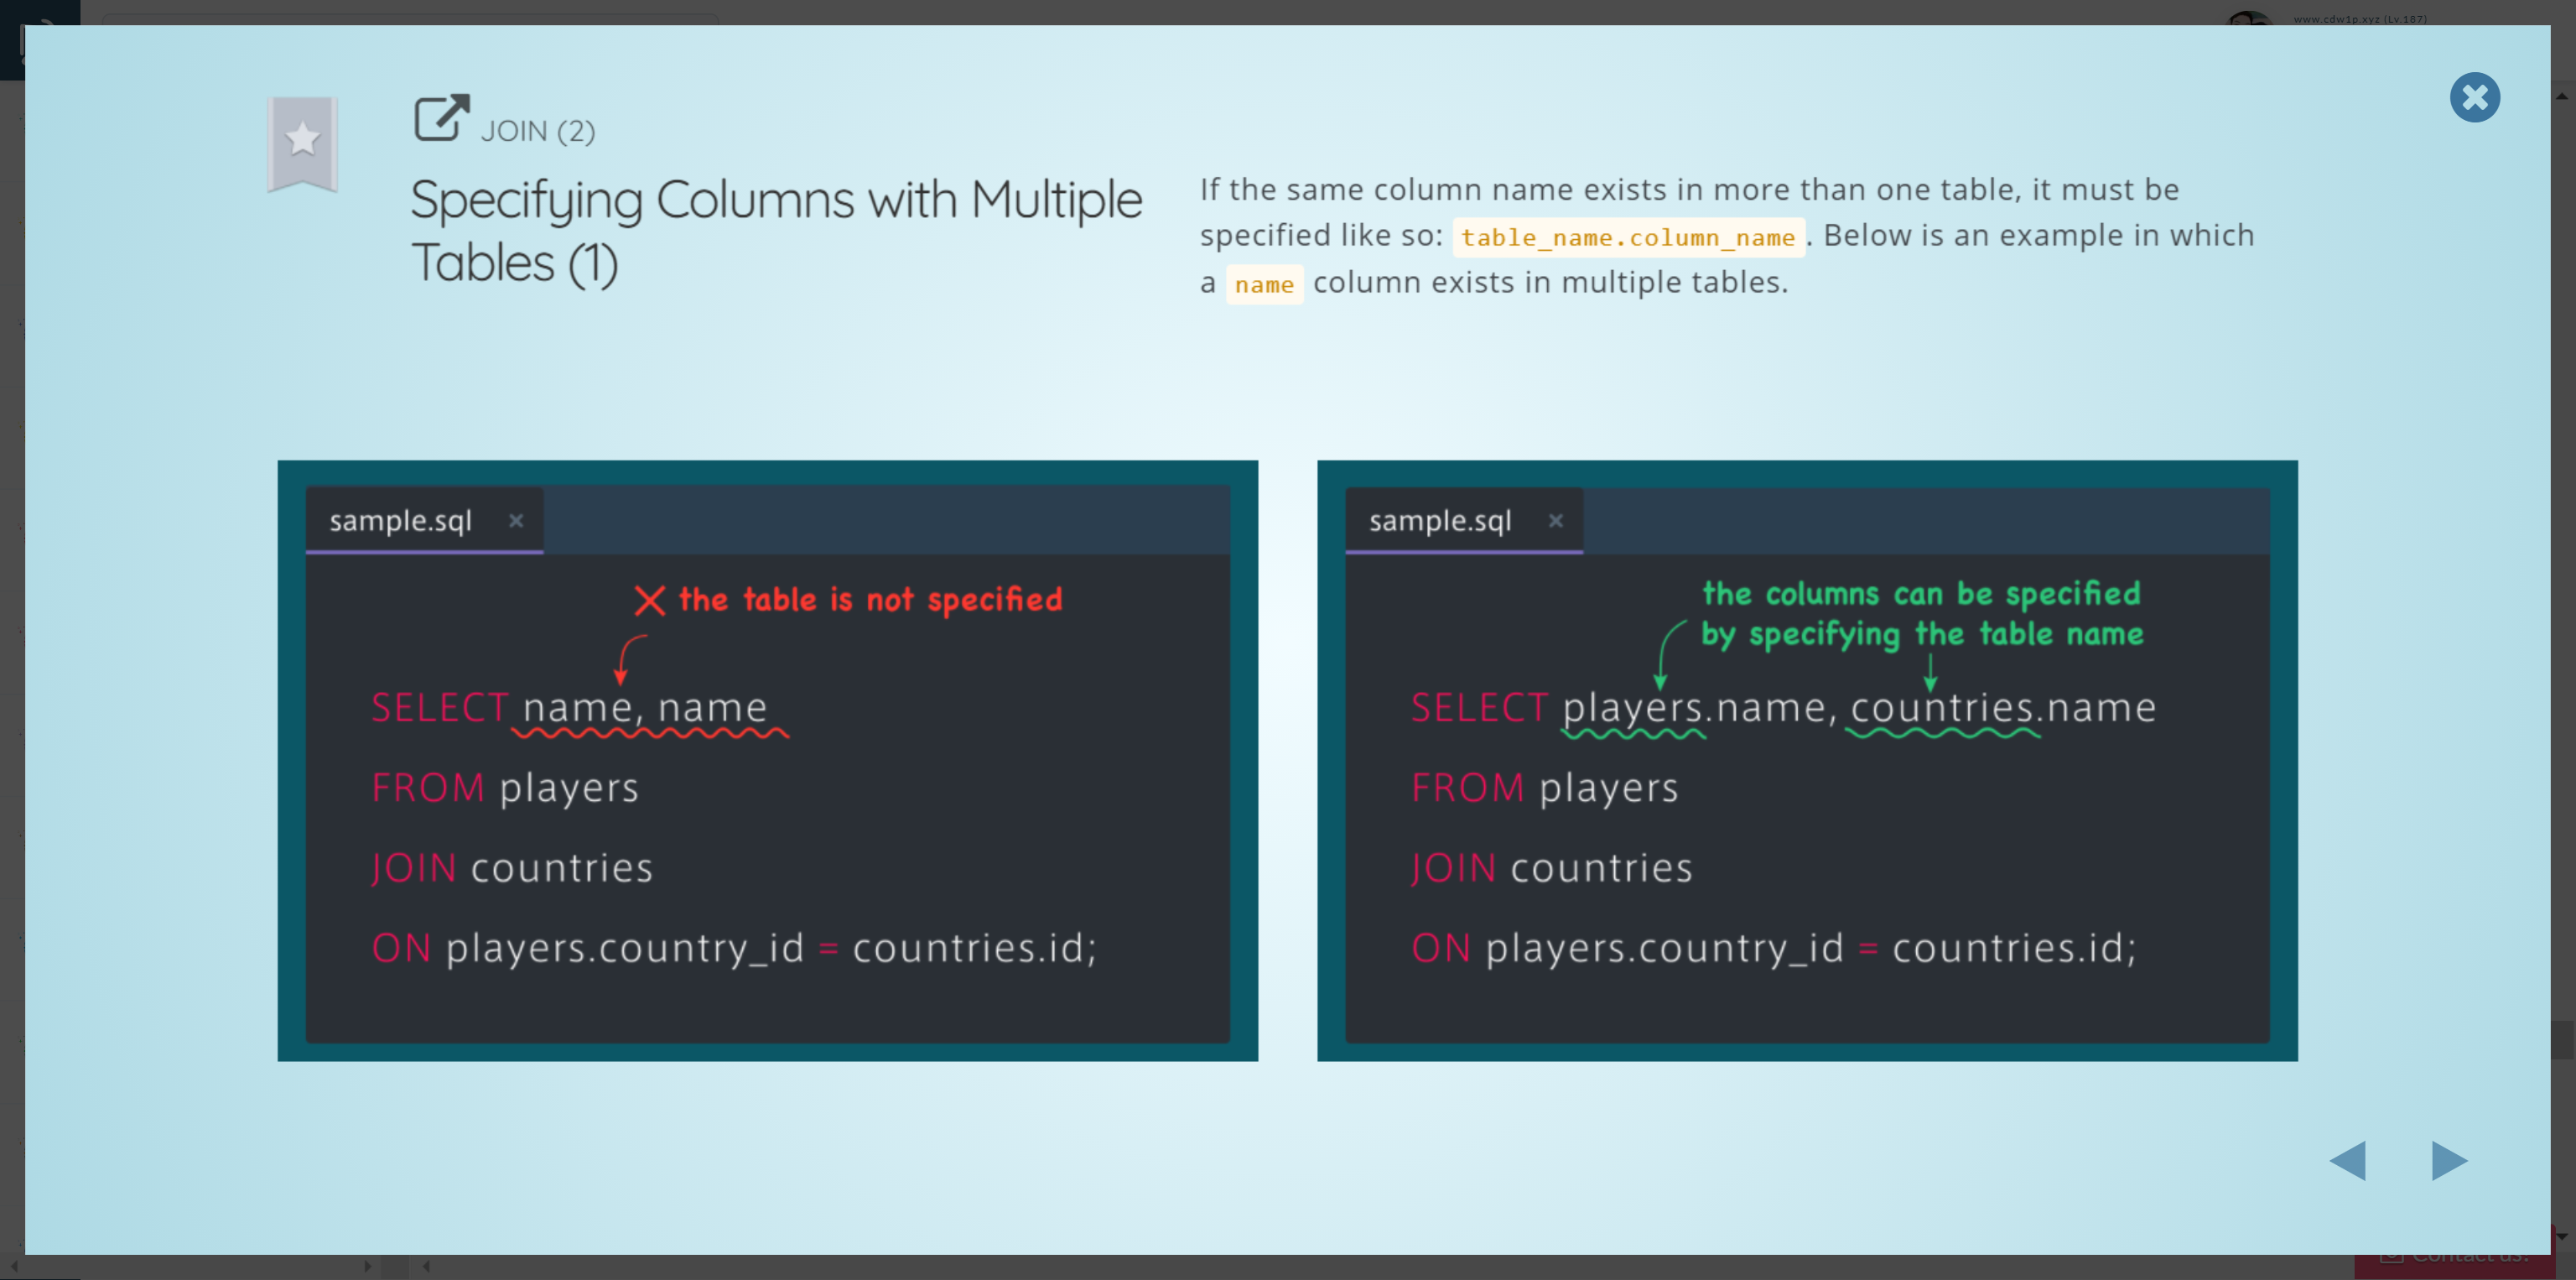 www.cdw1p.xyz (Lv.187)
JOIN (2)
Specifying Columns with Multiple
Tables (1)
If the same column name exists in more than one table, it must be
specified like so: table_name.column_name. Below is an example in which
a name column exists in multiple tables.
sample.sql ×
the table is not specified
SELECT name, name
FROM players
JOIN countries
ON players.country_id = countries.id;
sample.sql ×
the columns can be specified
by specifying the table name
SELECT players.name, countries.name
FROM players
JOIN countries
ON players.country_id = countries.id;
Contact us!